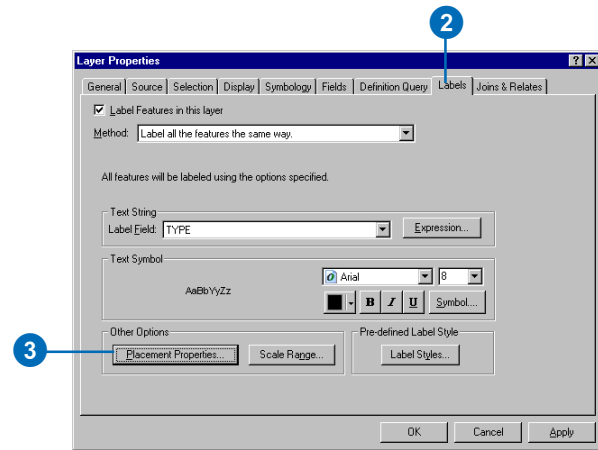 2
Layer Properties
General Source Selection Display Symbology Fields Definition Query Labels Joins & Relates
Label Features in this layer
Method: Label all the features the same way.
All features will be labeled using the options specified.
Text String
Label Field: TYPE Expression...
Text Symbol
AaBbYyZz
Arial 8
B I U Symbol...
Other Options Pre-defined Label Style
3 Placement Properties... Scale Range... Label Styles...
OK Cancel Apply